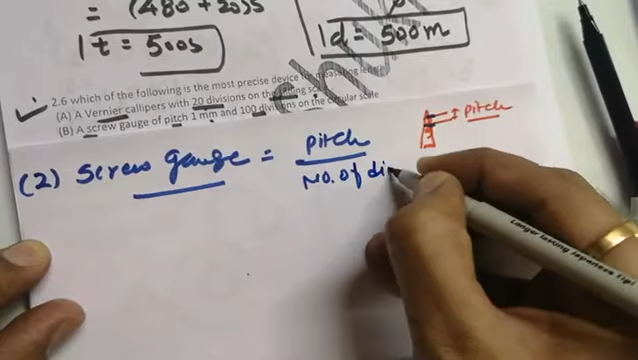 = (480 + 20)s
t = 500s
d = 500m
2.6 which of the following is the most precise device for measuring length
(A) A Vernier callipers with 20 divisions on the sliding scale
(B) A screw gauge of pitch 1 mm and 100 divisions on the circular scale
pitch
(2) Screw gauge = pitch
No. of di
Longer lasting Japanese Tip!